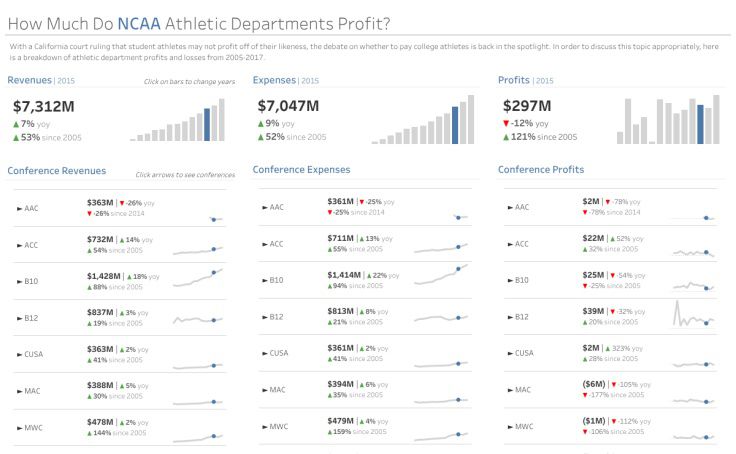 How Much Do NCAA Athletic Departments Profit?
With a California court ruling that student athletes may not profit off of their likeness, the debate on whether to pay college athletes is back in the spotlight. In order to discuss this topic appropriately, here
is a breakdown of athletic department profits and losses from 2005-2017.
Revenues | 2015
Click on bars to change years
$7,312M
▲ 7% yoy
▲ 53% since 2005
Expenses | 2015
$7,047M
▲ 9% yoy
▲ 52% since 2005
Profits | 2015
$297M
▼ -12% yoy
▲ 121% since 2005
Conference Revenues
Click arrows to see conferences
► AAC
$363M | ▼ -26% yoy
▼ -26% since 2014
► ACC
$732M | ▲ 14% yoy
▲ 54% since 2005
► B10
$1,428M | ▲ 18% yoy
▲ 88% since 2005
► B12
$837M | ▲ 3% yoy
▲ 19% since 2005
► CUSA
$363M | ▲ 2% yoy
▲ 41% since 2005
► MAC
$388M | ▲ 5% yoy
▲ 30% since 2005
► MWC
$478M | ▲ 2% yoy
▲ 144% since 2005
Conference Expenses
► AAC
$361M | ▼ -25% yoy
▼ -25% since 2014
► ACC
$711M | ▲ 13% yoy
▲ 55% since 2005
► B10
$1,414M | ▲ 22% yoy
▲ 94% since 2005
► B12
$813M | ▲ 8% yoy
▲ 21% since 2005
► CUSA
$361M | ▲ 2% yoy
▲ 41% since 2005
► MAC
$394M | ▲ 6% yoy
▲ 35% since 2005
► MWC
$479M | ▲ 4% yoy
▲ 159% since 2005
Conference Profits
► AAC
$2M | ▼ -78% yoy
▼ -78% since 2014
► ACC
$22M | ▲ 52% yoy
▲ 32% since 2005
► B10
$25M | ▼ -54% yoy
▼ -25% since 2005
► B12
$39M | ▼ -32% yoy
▲ 20% since 2005
► CUSA
$2M | ▲ 323% yoy
▲ 28% since 2005
► MAC
($6M) | ▼ -105% yoy
▼ -177% since 2005
► MWC
($1M) | ▼ -112% yoy
▼ -106% since 2005